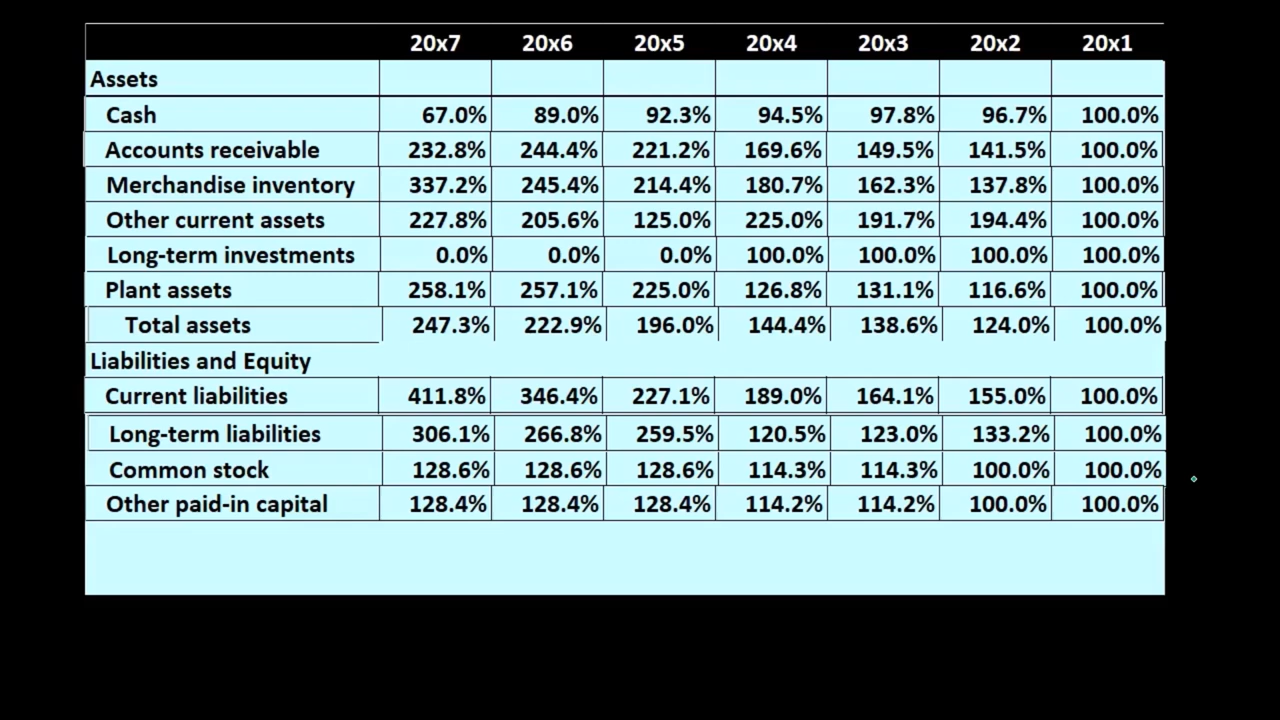 20x7 20x6 20x5 20x4 20x3 20x2 20x1
Assets
Cash 67.0% 89.0% 92.3% 94.5% 97.8% 96.7% 100.0%
Accounts receivable 232.8% 244.4% 221.2% 169.6% 149.5% 141.5% 100.0%
Merchandise inventory 337.2% 245.4% 214.4% 180.7% 162.3% 137.8% 100.0%
Other current assets 227.8% 205.6% 125.0% 225.0% 191.7% 194.4% 100.0%
Long-term investments 0.0% 0.0% 0.0% 100.0% 100.0% 100.0% 100.0%
Plant assets 258.1% 257.1% 225.0% 126.8% 131.1% 116.6% 100.0%
Total assets 247.3% 222.9% 196.0% 144.4% 138.6% 124.0% 100.0%
Liabilities and Equity
Current liabilities 411.8% 346.4% 227.1% 189.0% 164.1% 155.0% 100.0%
Long-term liabilities 306.1% 266.8% 259.5% 120.5% 123.0% 133.2% 100.0%
Common stock 128.6% 128.6% 128.6% 114.3% 114.3% 100.0% 100.0%
Other paid-in capital 128.4% 128.4% 128.4% 114.2% 114.2% 100.0% 100.0%